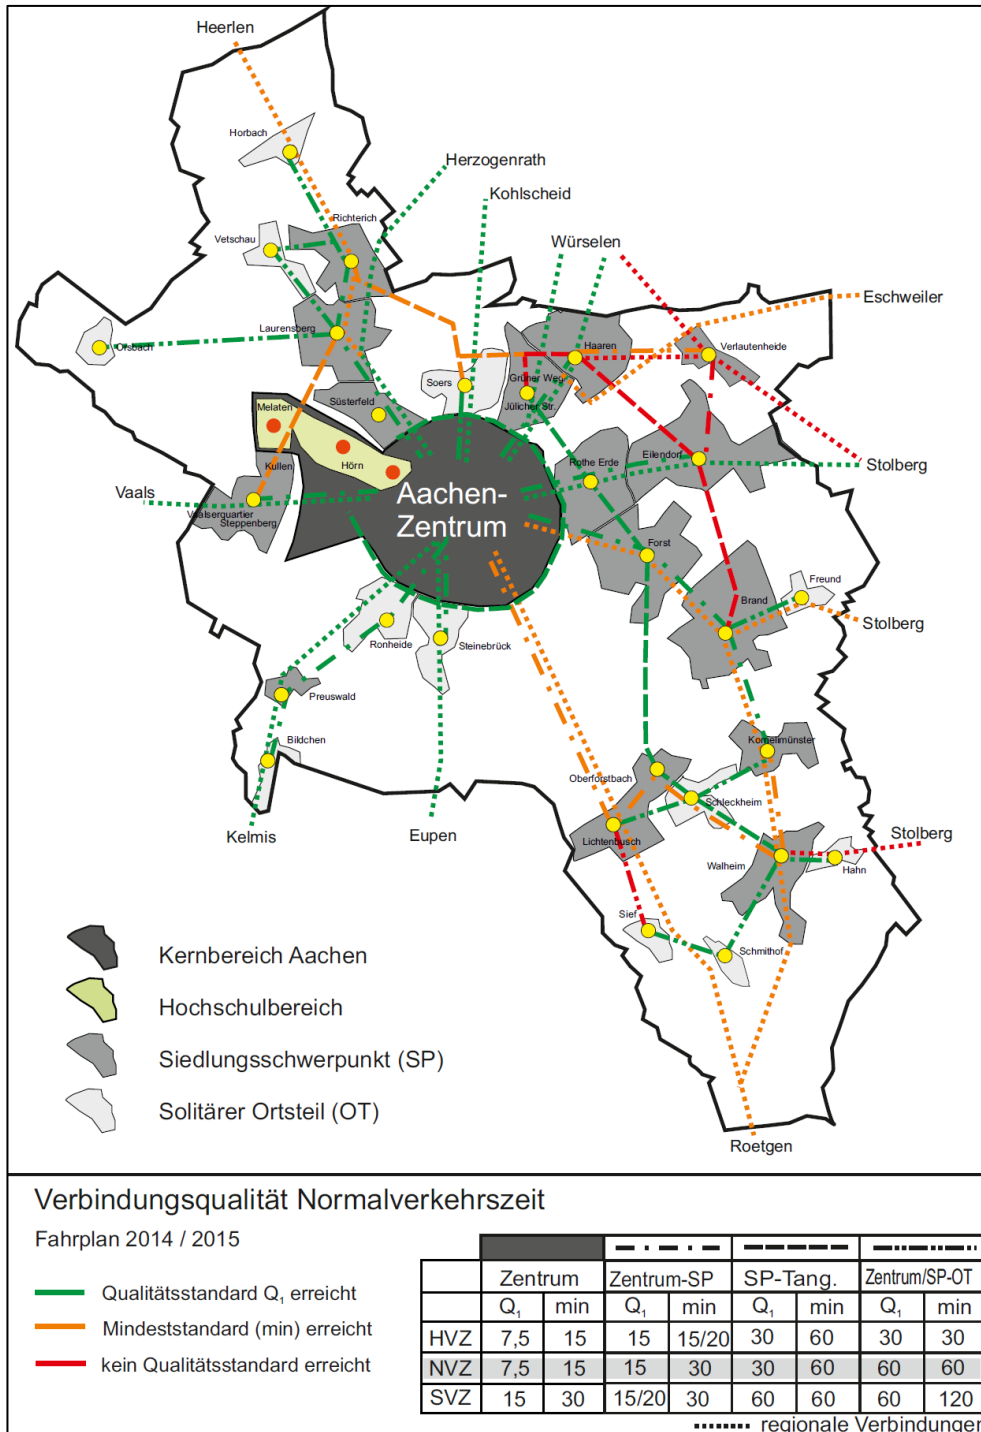 Heerlen
Horbach
Herzogenrath
Kohlscheid
Richterich
Vetschau
Würselen
Eschweiler
Orsbach
Laurensberg
Haaren
Verlautenheide
Soers
Grüner Weg
Jülicher Str.
Süsterfeld
Melaten
Hörn
Kullen
Rothe Erde
Eilendorf
Stolberg
Vaals
Vaalserquartier
Steppenberg
Aachen-
Zentrum
Forst
Freund
Brand
Stolberg
Ronheide
Steinebrück
Preuswald
Bildchen
Kornelimünster
Oberforstbach
Schleckheim
Kelmis
Eupen
Lichtenbusch
Stolberg
Walheim
Hahn
Sief
Schmithof
Roetgen
Kernbereich Aachen
Hochschulbereich
Siedlungsschwerpunkt (SP)
Solitärer Ortsteil (OT)
Verbindungsqualität Normalverkehrszeit
Fahrplan 2014 / 2015
Qualitätsstandard Q₁ erreicht
Mindeststandard (min) erreicht
kein Qualitätsstandard erreicht
Zentrum Zentrum-SP SP-Tang. Zentrum/SP-OT
Q₁ min Q₁ min Q₁ min Q₁ min
HVZ 7,5 15 15 15/20 30 60 30 30
NVZ 7,5 15 15 30 30 60 60 60
SVZ 15 30 15/20 30 60 60 60 120
regionale Verbindungen